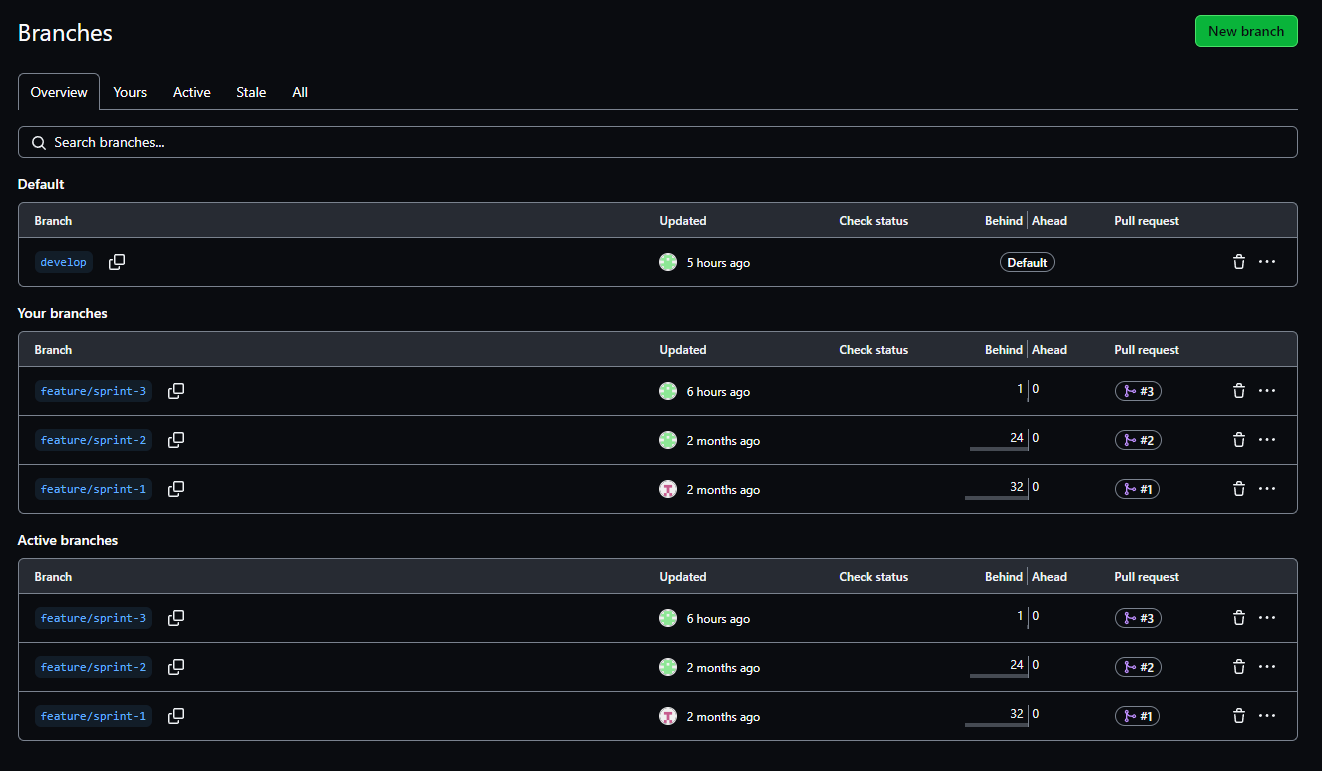 Branches
New branch
Overview Yours Active Stale All
Search branches...
Default
Branch Updated Check status Behind Ahead Pull request
develop 5 hours ago Default
Your branches
Branch Updated Check status Behind Ahead Pull request
feature/sprint-3 6 hours ago 1 0 #3
feature/sprint-2 2 months ago 24 0 #2
feature/sprint-1 2 months ago 32 0 #1
Active branches
Branch Updated Check status Behind Ahead Pull request
feature/sprint-3 6 hours ago 1 0 #3
feature/sprint-2 2 months ago 24 0 #2
feature/sprint-1 2 months ago 32 0 #1